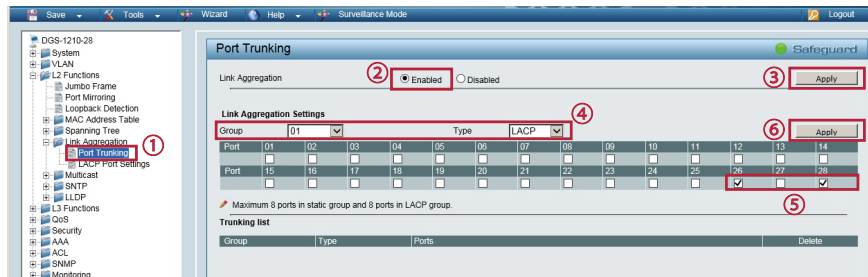 Save Tools Wizard Help Surveillance Mode Logout
DGS-1210-28
System
VLAN
L2 Functions
Jumbo Frame
Port Mirroring
Loopback Detection
MAC Address Table
Spanning Tree
Link Aggregation
Port Trunking ①
LACP Port Settings
Multicast
SNTP
LLDP
L3 Functions
QoS
Security
AAA
ACL
SNMP
Monitoring
Port Trunking Safeguard
Link Aggregation ② Enabled Disabled ③ Apply
Link Aggregation Settings ④
Group 01 Type LACP ⑥ Apply
Port 01 02 03 04 05 06 07 08 09 10 11 12 13 14
Port 15 16 17 18 19 20 21 22 23 24 25 26 27 28
⑤
Maximum 8 ports in static group and 8 ports in LACP group.
Trunking list
Group Type Ports Delete